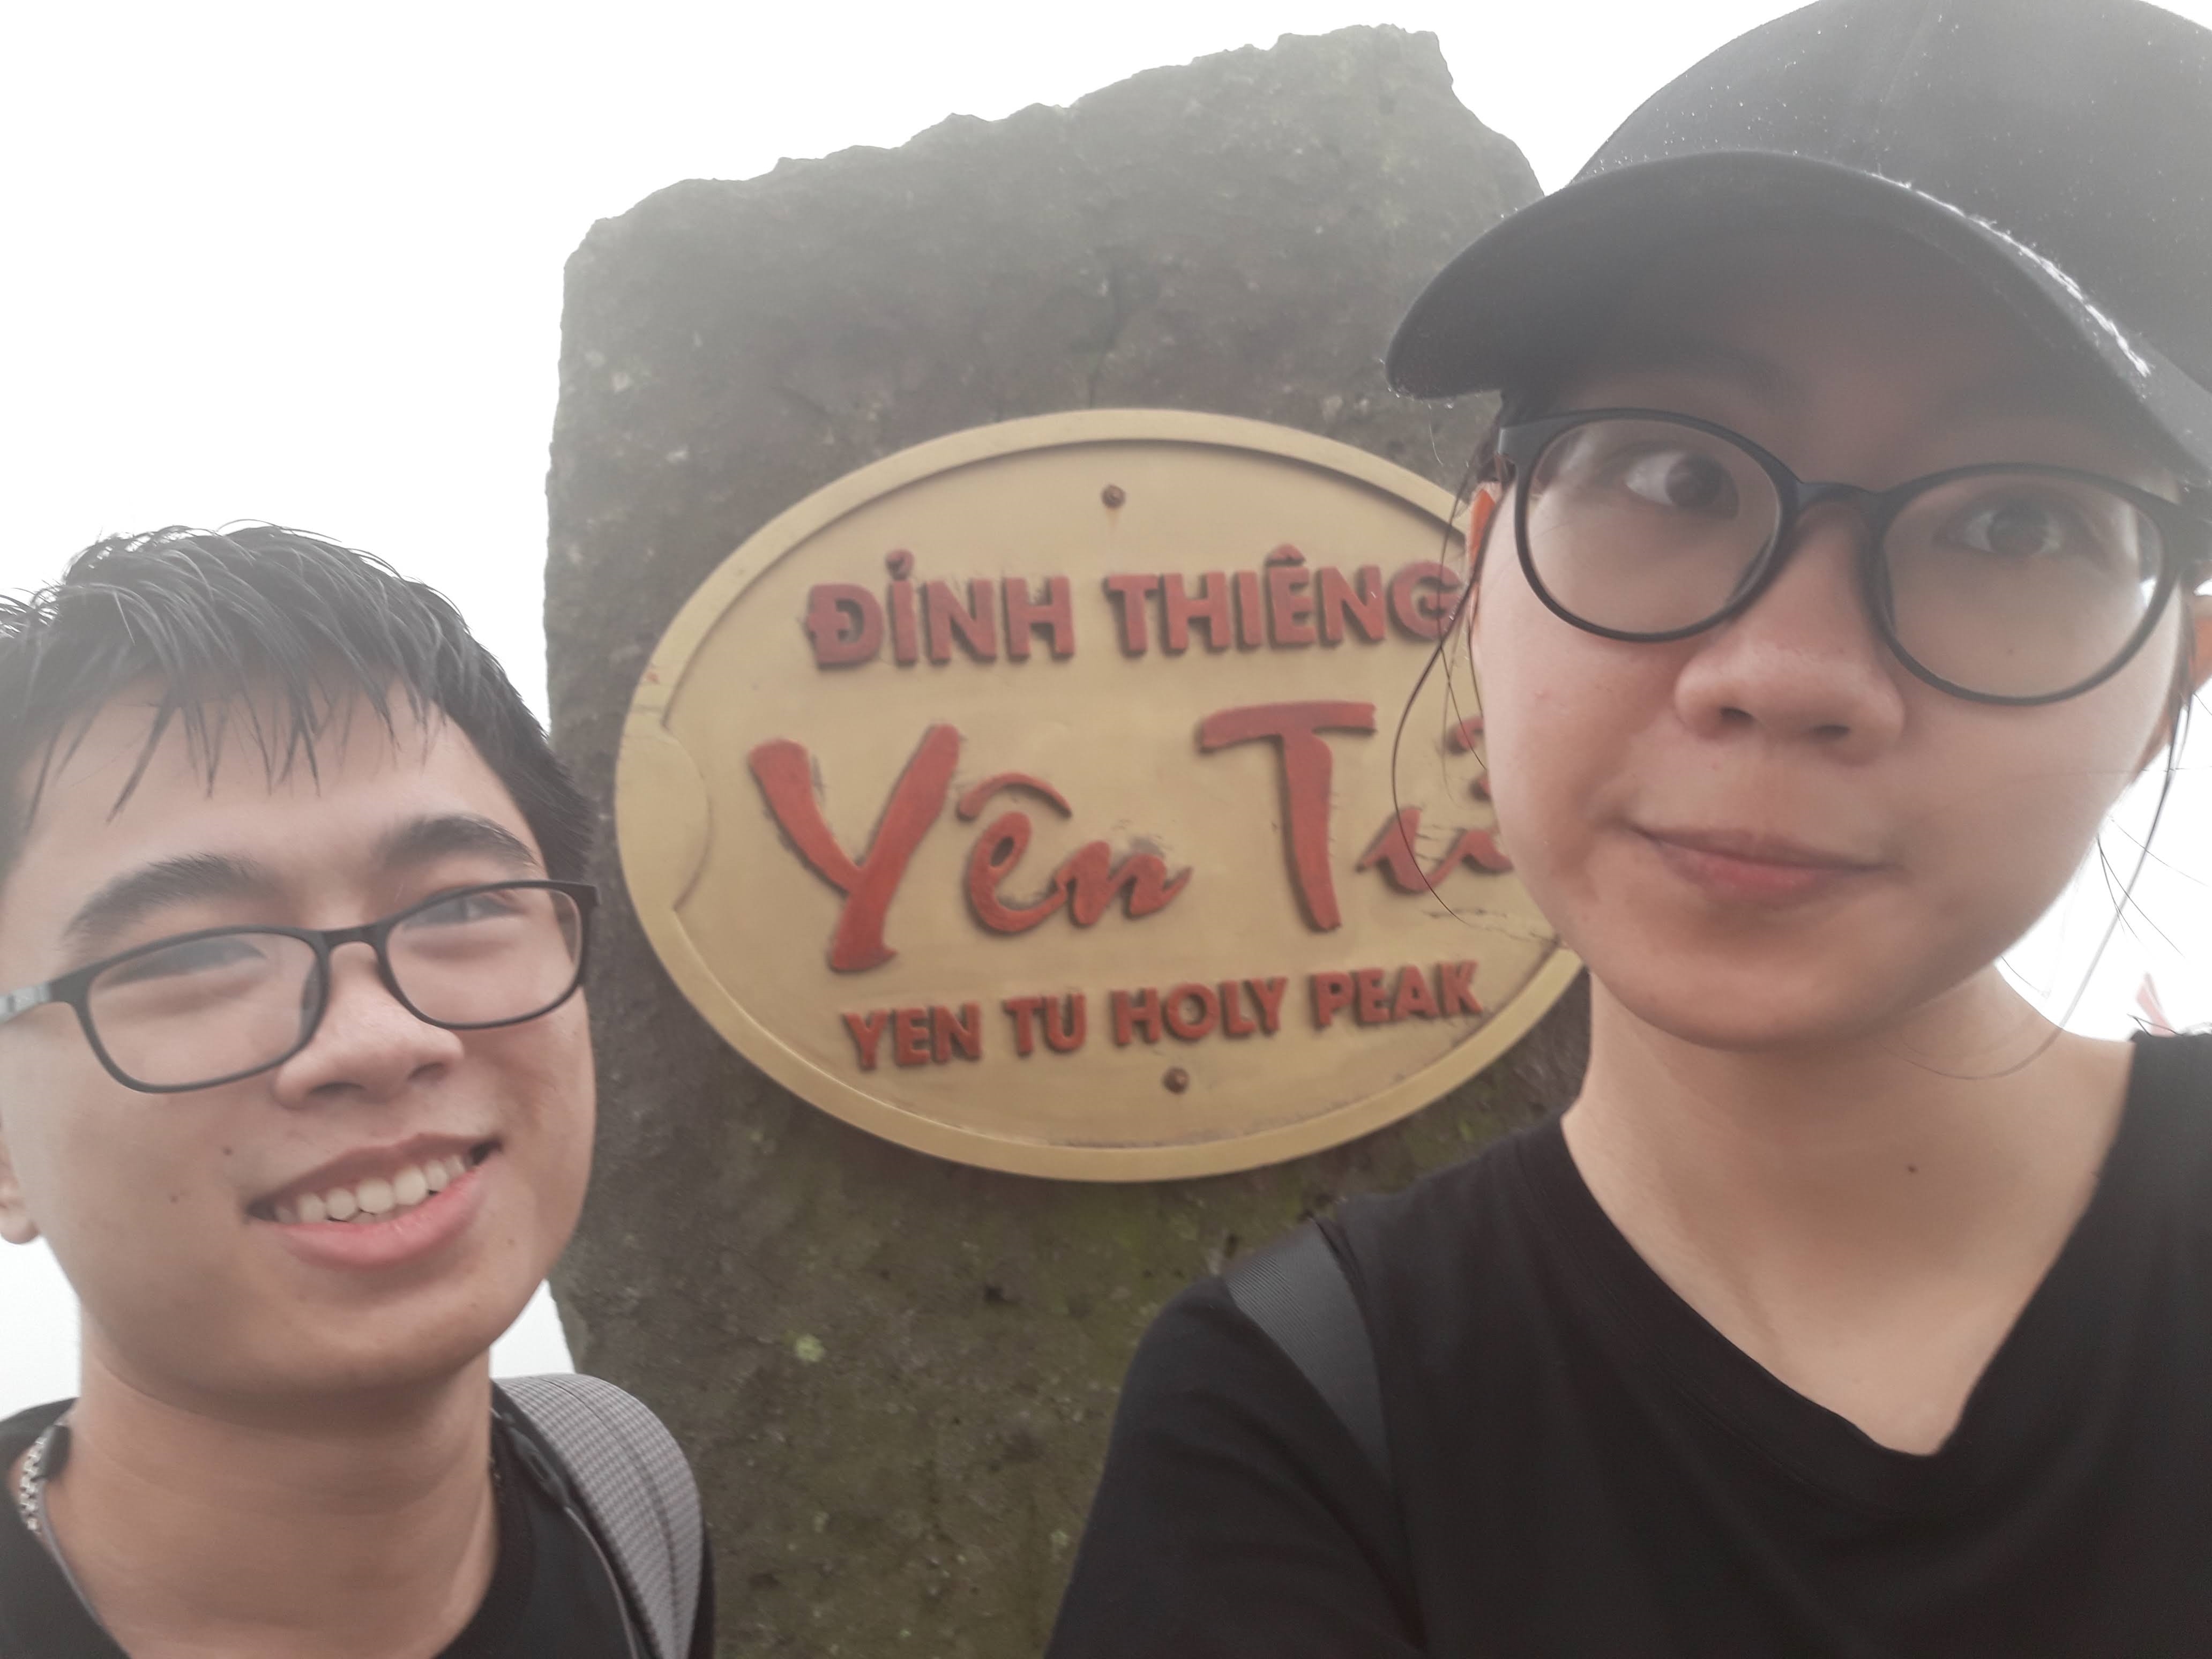 ĐỈNH THIÊNG
Yên Tử
YEN TU HOLY PEAK